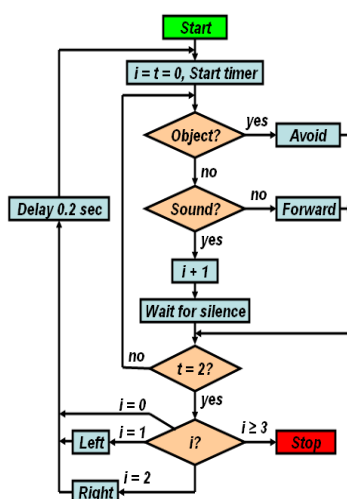 Start
i = t = 0, Start timer
Object?
yes
Avoid
no
Delay 0.2 sec
Sound?
no
Forward
yes
i + 1
Wait for silence
no
t = 2?
yes
i = 0
i = 1
Left
i?
i ≥ 3
Stop
i = 2
Right